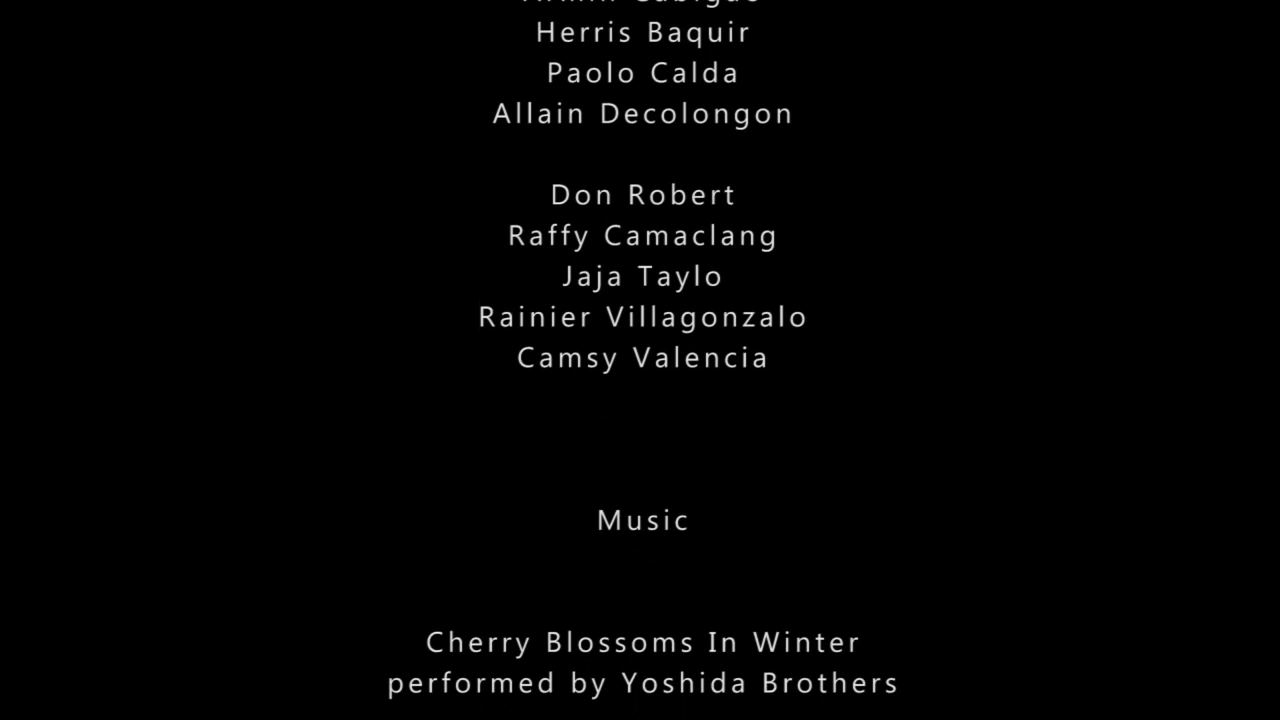 Herris Baquir
Paolo Calda
Allain Decolongon
Don Robert
Raffy Camaclang
Jaja Taylo
Rainier Villagonzalo
Camsy Valencia
Music
Cherry Blossoms In Winter
performed by Yoshida Brothers